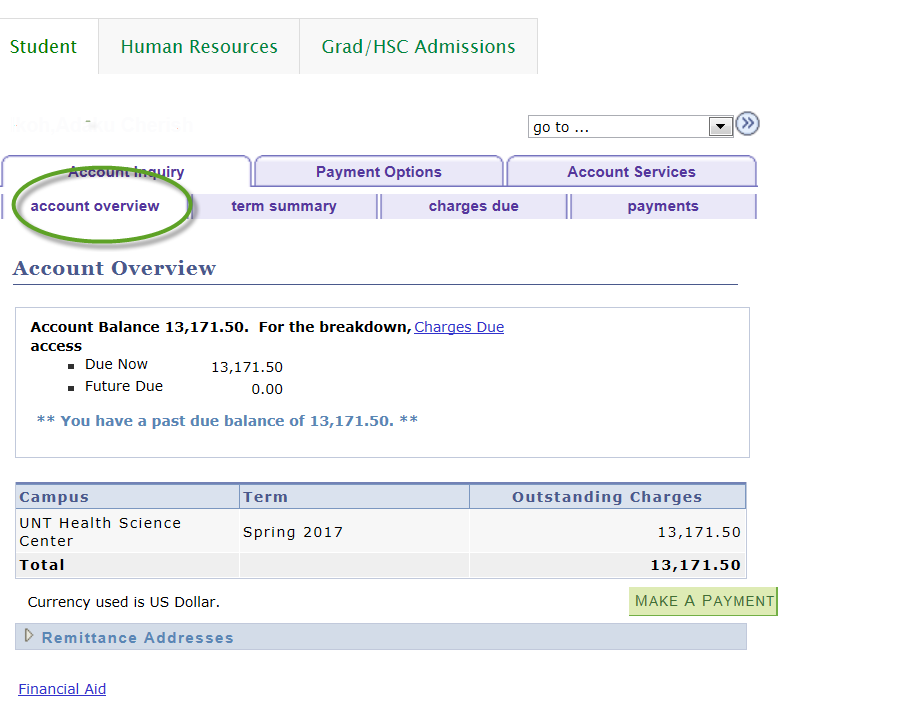 Student Human Resources Grad/HSC Admissions
go to ...
Account Inquiry Payment Options Account Services
account overview term summary charges due payments
Account Overview
Account Balance 13,171.50. For the breakdown, Charges Due
access
Due Now 13,171.50
Future Due 0.00
** You have a past due balance of 13,171.50. **
Campus Term Outstanding Charges
UNT Health Science
Center Spring 2017 13,171.50
Total 13,171.50
Currency used is US Dollar.
MAKE A PAYMENT
Remittance Addresses
Financial Aid